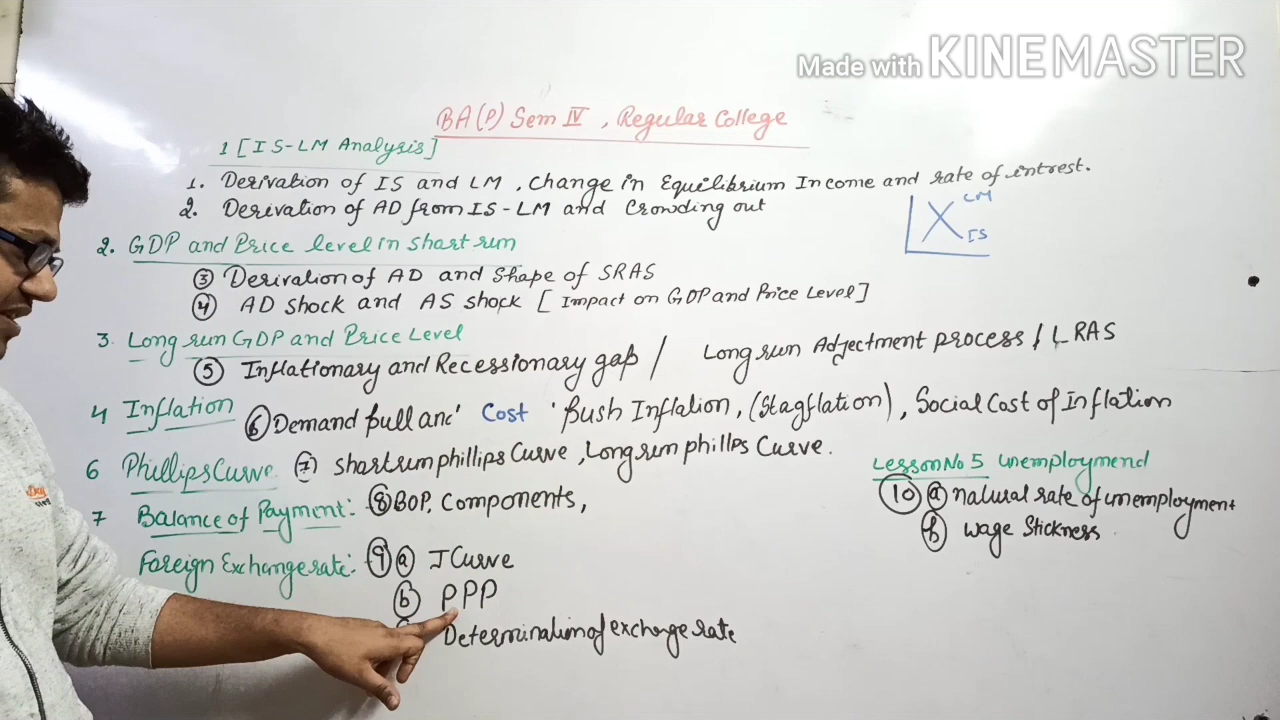 Made with KINEMASTER
BA(P) Sem IV, Regular College
1 [IS-LM Analysis]
1. Derivation of IS and LM, Change in Equilibrium Income and rate of intrest.
2. Derivation of AD from IS-LM and Crowding out
LM
IS
2. GDP and Price level in short run
③ Derivation of AD and Shape of SRAS
④ AD shock and AS shock [Impact on GDP and Price Level]
3. Long run GDP and Price Level
⑤ Inflationary and Recessionary gap / Long run Adjectment process / LRAS
4 Inflation ⑥ Demand pull and Cost Push Inflation, (Stagflation), Social Cost of Inflation
6 Phillips Curve ⑦ short run phillips Curve, Long run phillps Curve.
7 Balance of Payment: ⑧ BOP, Components,
Foreign Exchange rate: ⑨ ⓐ J Curve
ⓑ PPP
Determination of exchange rate
Lesson No 5 Unemploymend
⑩ ⓐ natural rate of unemployment
ⓑ wage Stickness